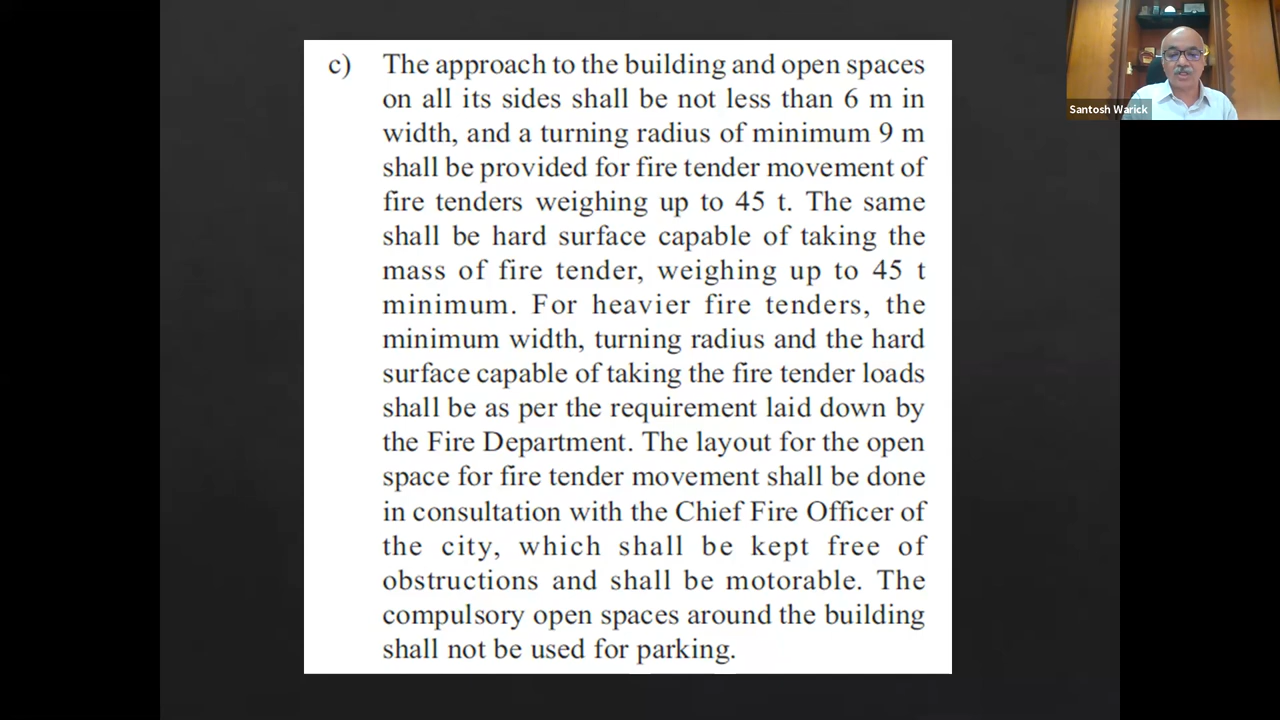 c) The approach to the building and open spaces
on all its sides shall be not less than 6 m in
width, and a turning radius of minimum 9 m
shall be provided for fire tender movement of
fire tenders weighing up to 45 t. The same
shall be hard surface capable of taking the
mass of fire tender, weighing up to 45 t
minimum. For heavier fire tenders, the
minimum width, turning radius and the hard
surface capable of taking the fire tender loads
shall be as per the requirement laid down by
the Fire Department. The layout for the open
space for fire tender movement shall be done
in consultation with the Chief Fire Officer of
the city, which shall be kept free of
obstructions and shall be motorable. The
compulsory open spaces around the building
shall not be used for parking.
Santosh Warick